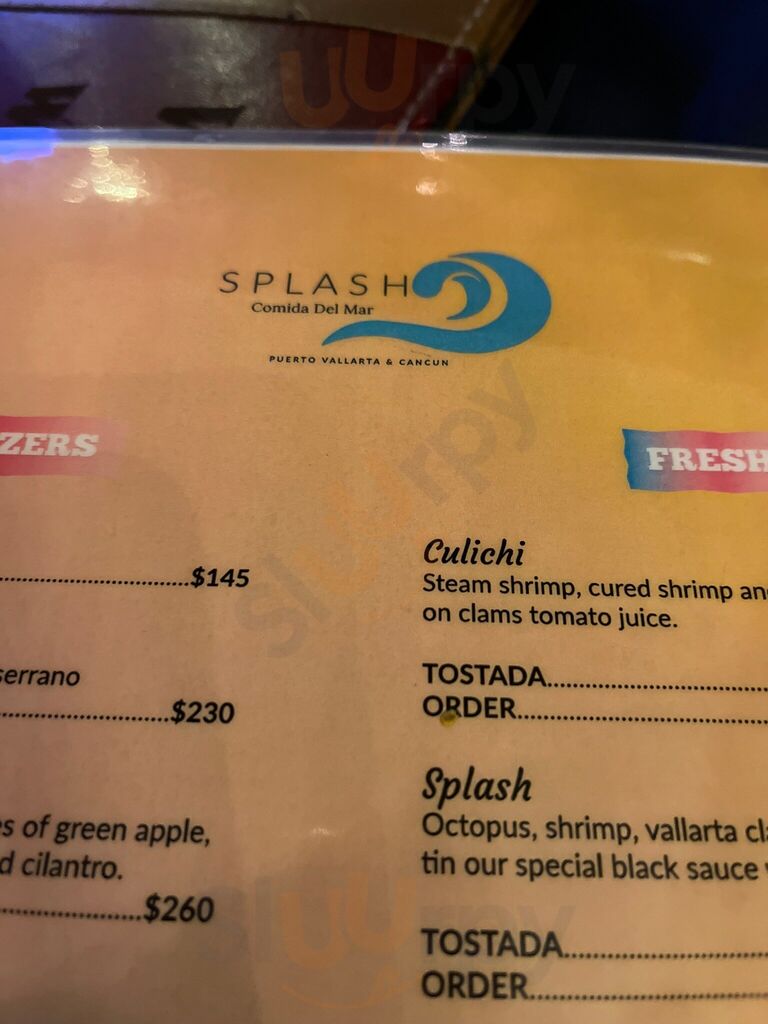 SPLASH
Comida Del Mar
PUERTO VALLARTA & CANCUN
ZERS
..............................$145
serrano
..........................$230
s of green apple,
d cilantro.
.....................$260
FRESH
Culichi
Steam shrimp, cured shrimp an
on clams tomato juice.
TOSTADA..............................
ORDER..............................
Splash
Octopus, shrimp, vallarta cl
tin our special black sauce
TOSTADA..............................
ORDER..............................
sluurpy
sluurpy